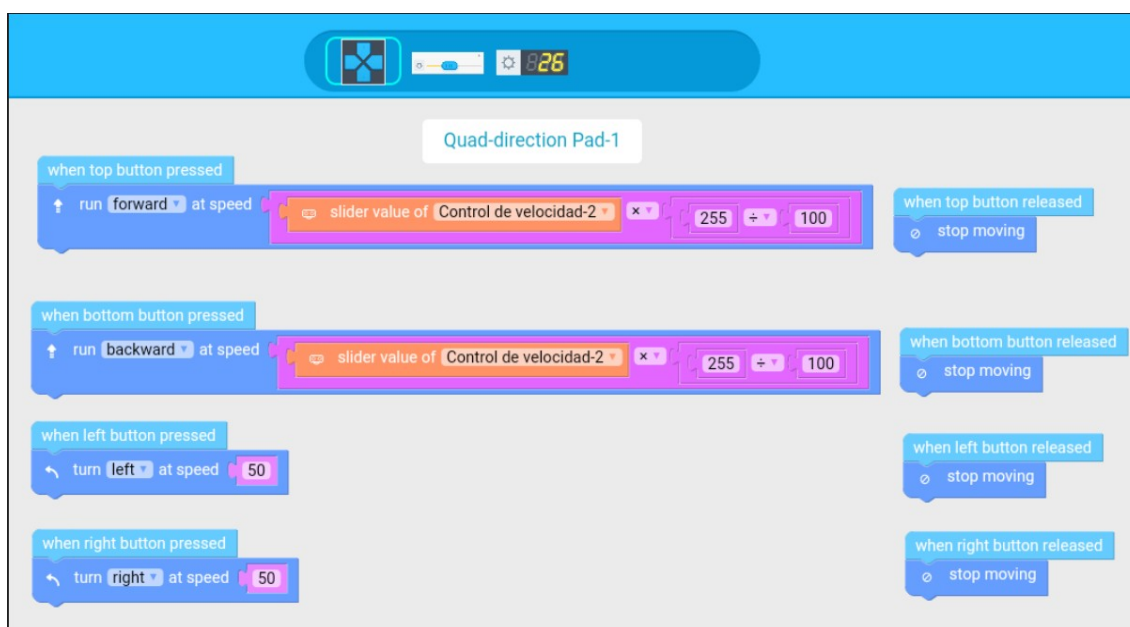 26
Quad-direction Pad-1
when top button pressed
run forward at speed slider value of Control de velocidad-2 × 255 ÷ 100
when top button released
stop moving
when bottom button pressed
run backward at speed slider value of Control de velocidad-2 × 255 ÷ 100
when bottom button released
stop moving
when left button pressed
turn left at speed 50
when left button released
stop moving
when right button pressed
turn right at speed 50
when right button released
stop moving